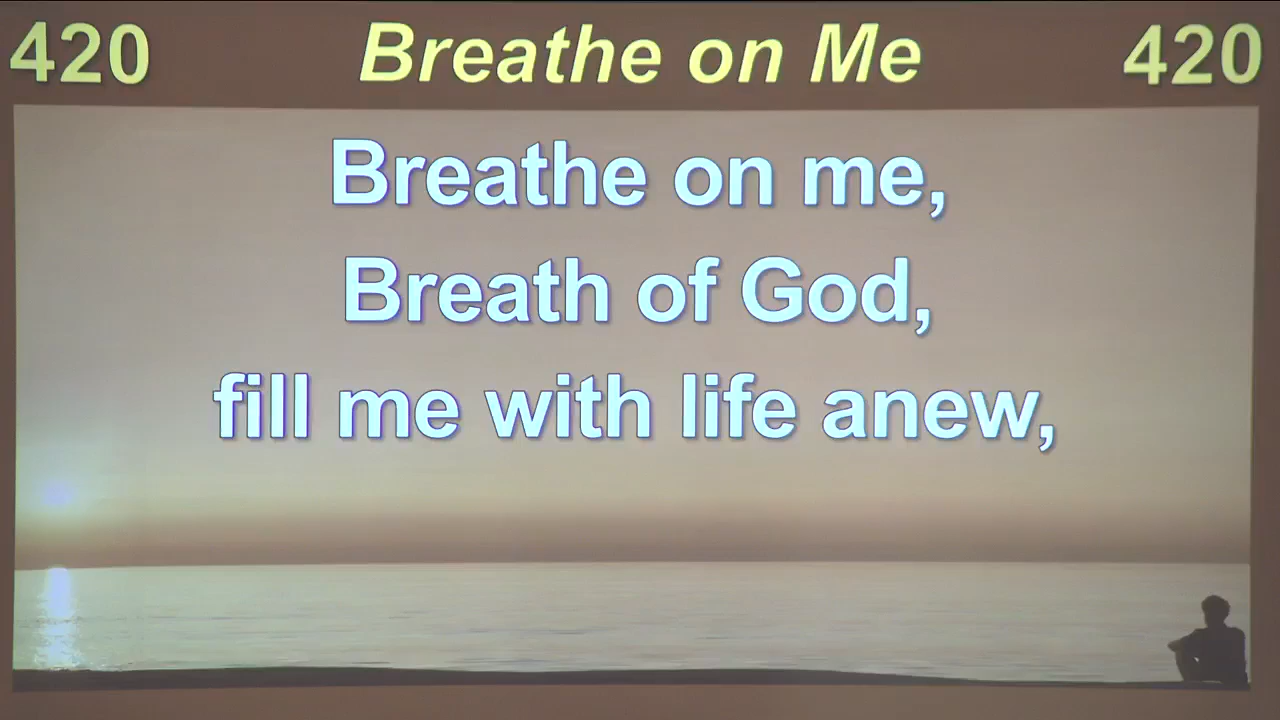 420 Breathe on Me 420
Breathe on me,
Breath of God,
fill me with life anew,